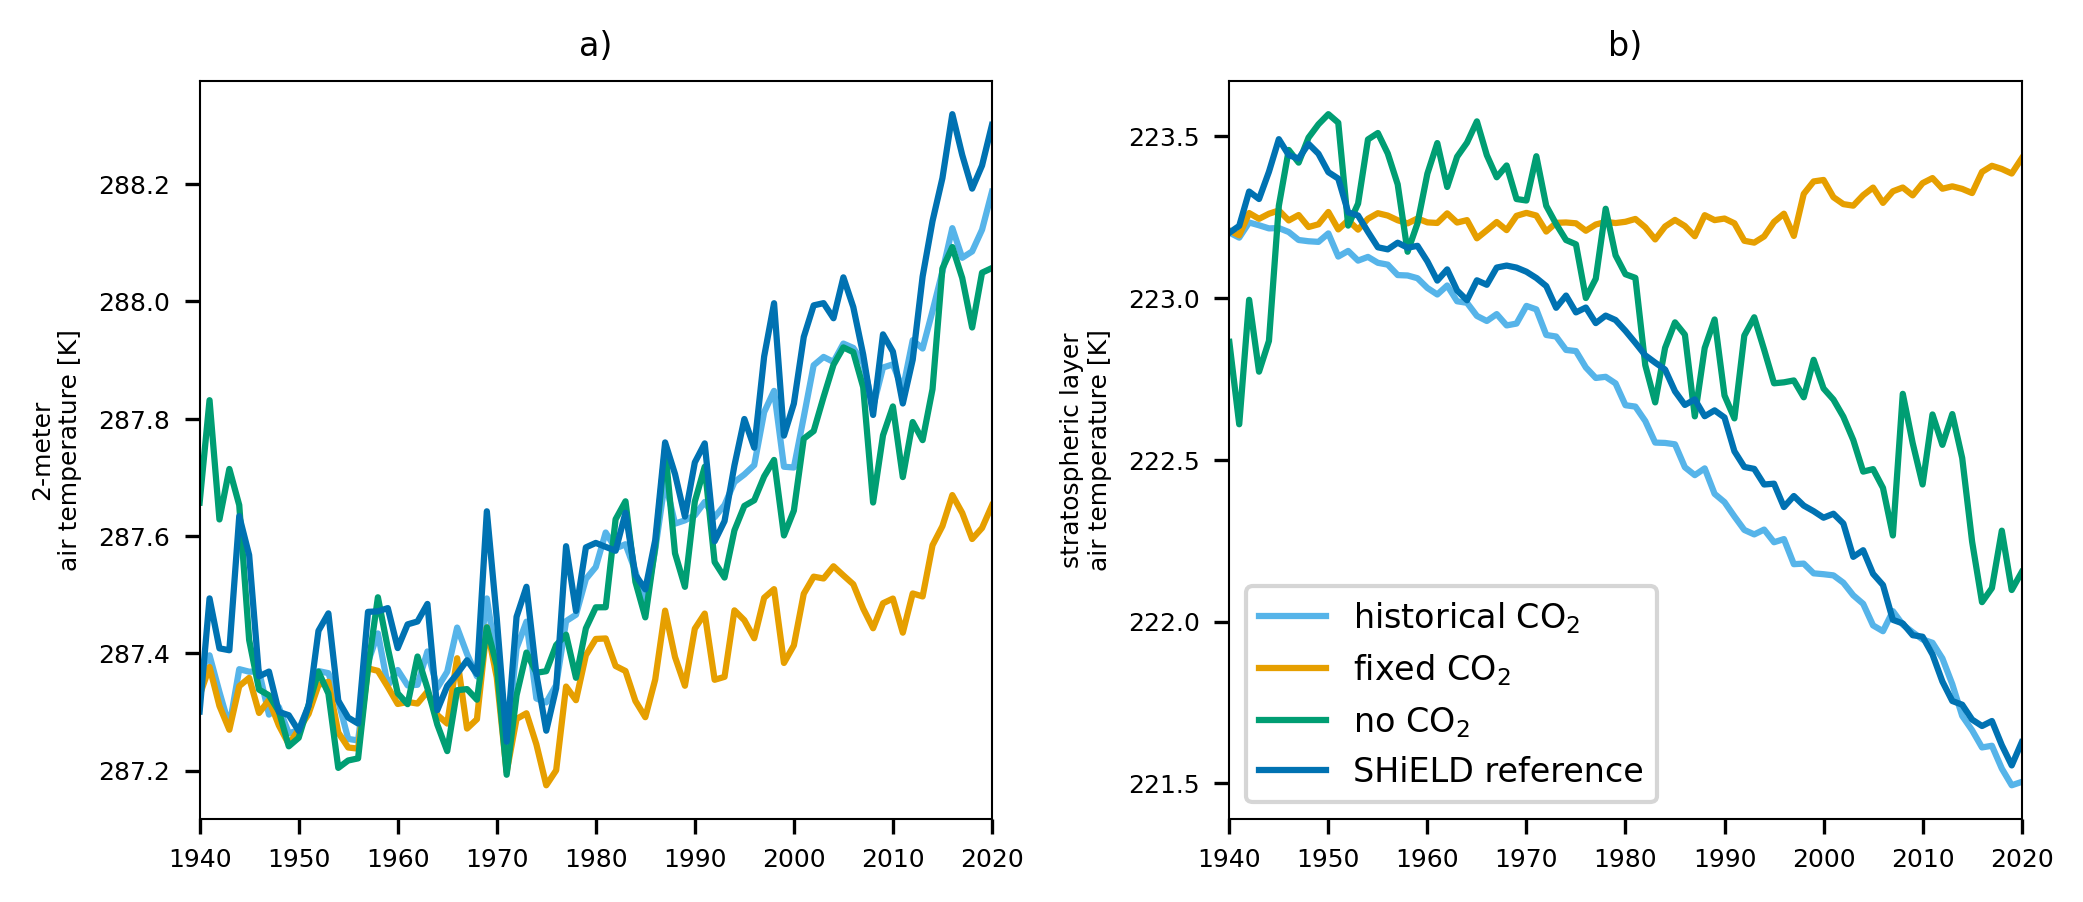 a)
2-meter
air temperature [K]
288.2
288.0
287.8
287.6
287.4
287.2
1940 1950 1960 1970 1980 1990 2000 2010 2020
b)
stratospheric layer
air temperature [K]
223.5
223.0
222.5
222.0
221.5
historical CO₂
fixed CO₂
no CO₂
SHiELD reference
1940 1950 1960 1970 1980 1990 2000 2010 2020